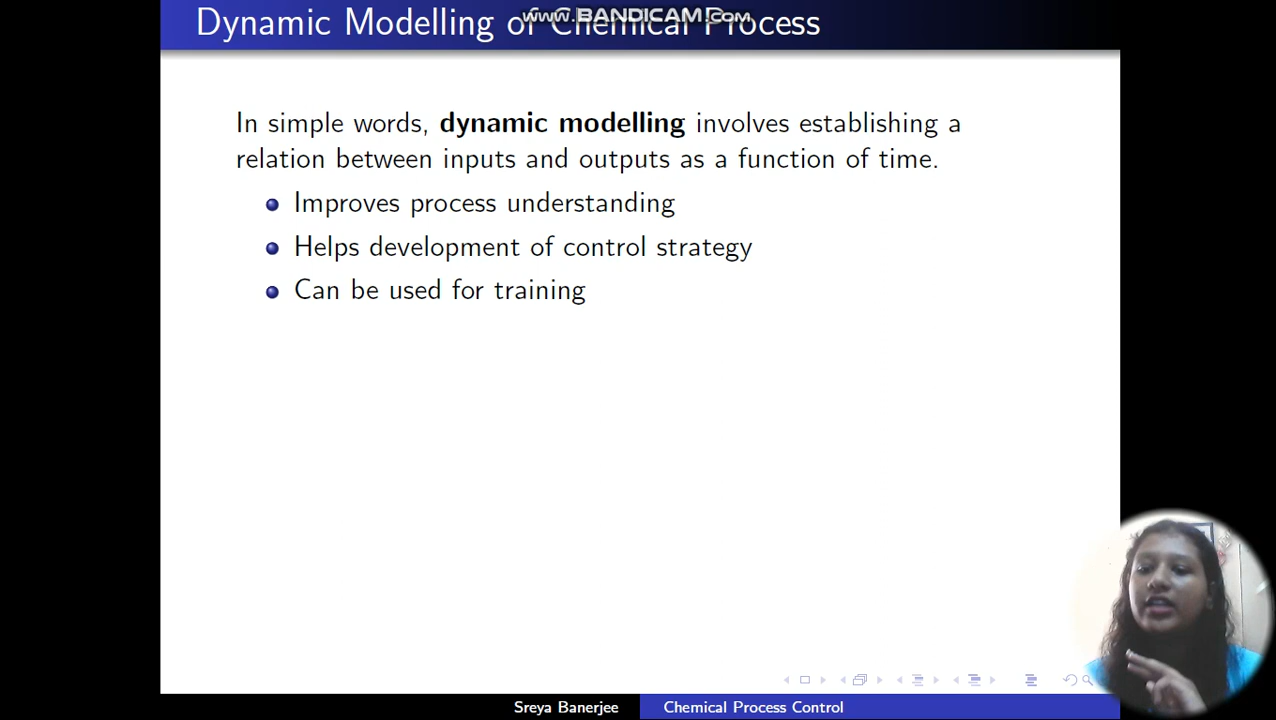 Dynamic Modelling of Chemical Process
www.BANDICAM.com
In simple words, dynamic modelling involves establishing a
relation between inputs and outputs as a function of time.
Improves process understanding
Helps development of control strategy
Can be used for training
Sreya Banerjee
Chemical Process Control